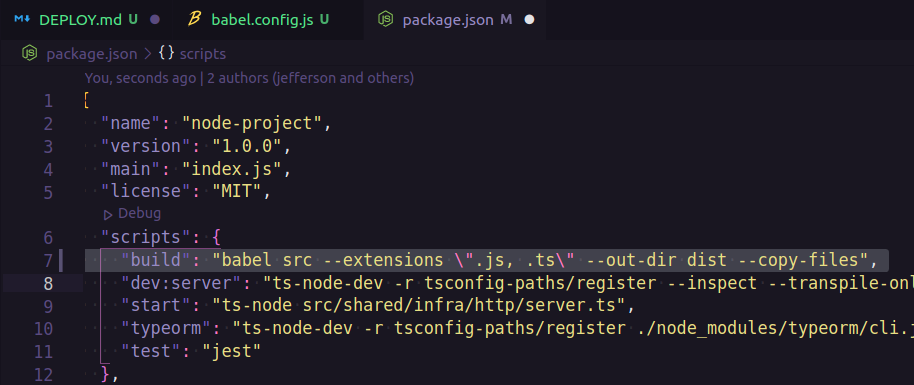 DEPLOY.md U babel.config.js U package.json M
package.json > {} scripts
You, seconds ago | 2 authors (jefferson and others)
1 {
2 "name": "node-project",
3 "version": "1.0.0",
4 "main": "index.js",
5 "license": "MIT",
Debug
6 "scripts": {
7 "build": "babel src --extensions \".js, .ts\" --out-dir dist --copy-files",
8 "dev:server": "ts-node-dev -r tsconfig-paths/register --inspect --transpile-onl
9 "start": "ts-node src/shared/infra/http/server.ts",
10 "typeorm": "ts-node-dev -r tsconfig-paths/register ./node_modules/typeorm/cli.j
11 "test": "jest"
12 },